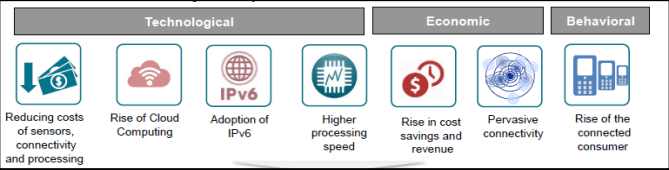 Technological
Economic
Behavioral
IPv6
Reducing costs
of sensors,
connectivity
and processing
Rise of Cloud
Computing
Adoption of
IPv6
Higher
processing
speed
Rise in cost
savings and
revenue
Pervasive
connectivity
Rise of the
connected
consumer